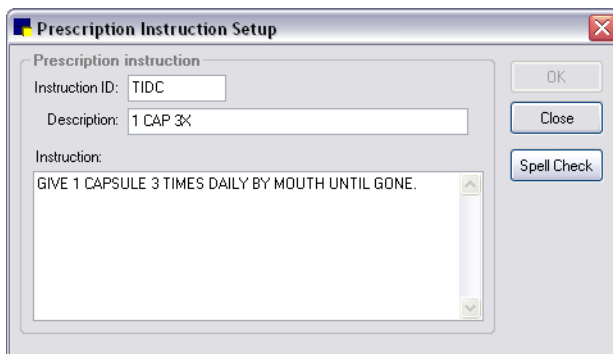 Prescription Instruction Setup
Prescription instruction
Instruction ID: TIDC
OK
Description: 1 CAP 3X
Close
Instruction:
Spell Check
GIVE 1 CAPSULE 3 TIMES DAILY BY MOUTH UNTIL GONE.